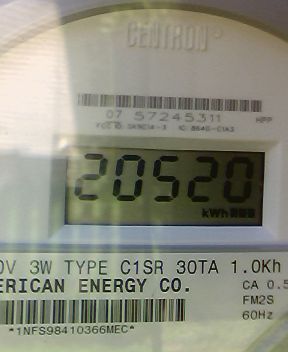 CENTRON®
07 57245311 HPP
20520
kWh
0V 3W TYPE C1SR 30TA 1.0Kh
ERICAN ENERGY CO. CA 0.5
FM2S
60Hz
*1NFS98410366MEC*